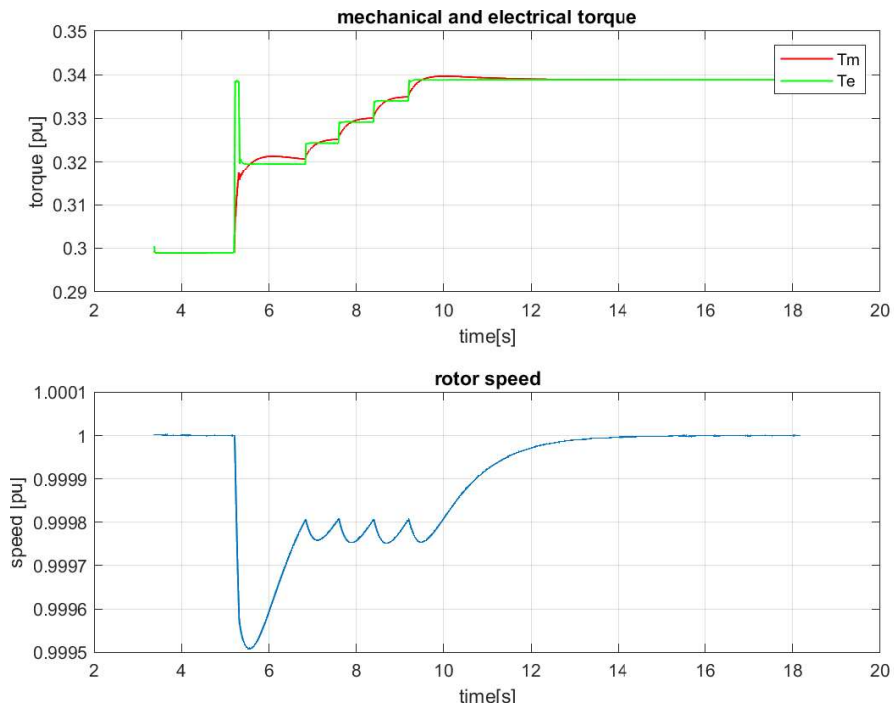 mechanical and electrical torque
0.35
0.34
0.33
0.32
0.31
0.3
0.29
torque [pu]
Tm
Te
2 4 6 8 10 12 14 16 18 20
time[s]
rotor speed
1.0001
1
0.9999
0.9998
0.9997
0.9996
0.9995
speed [pu]
2 4 6 8 10 12 14 16 18 20
time[s]